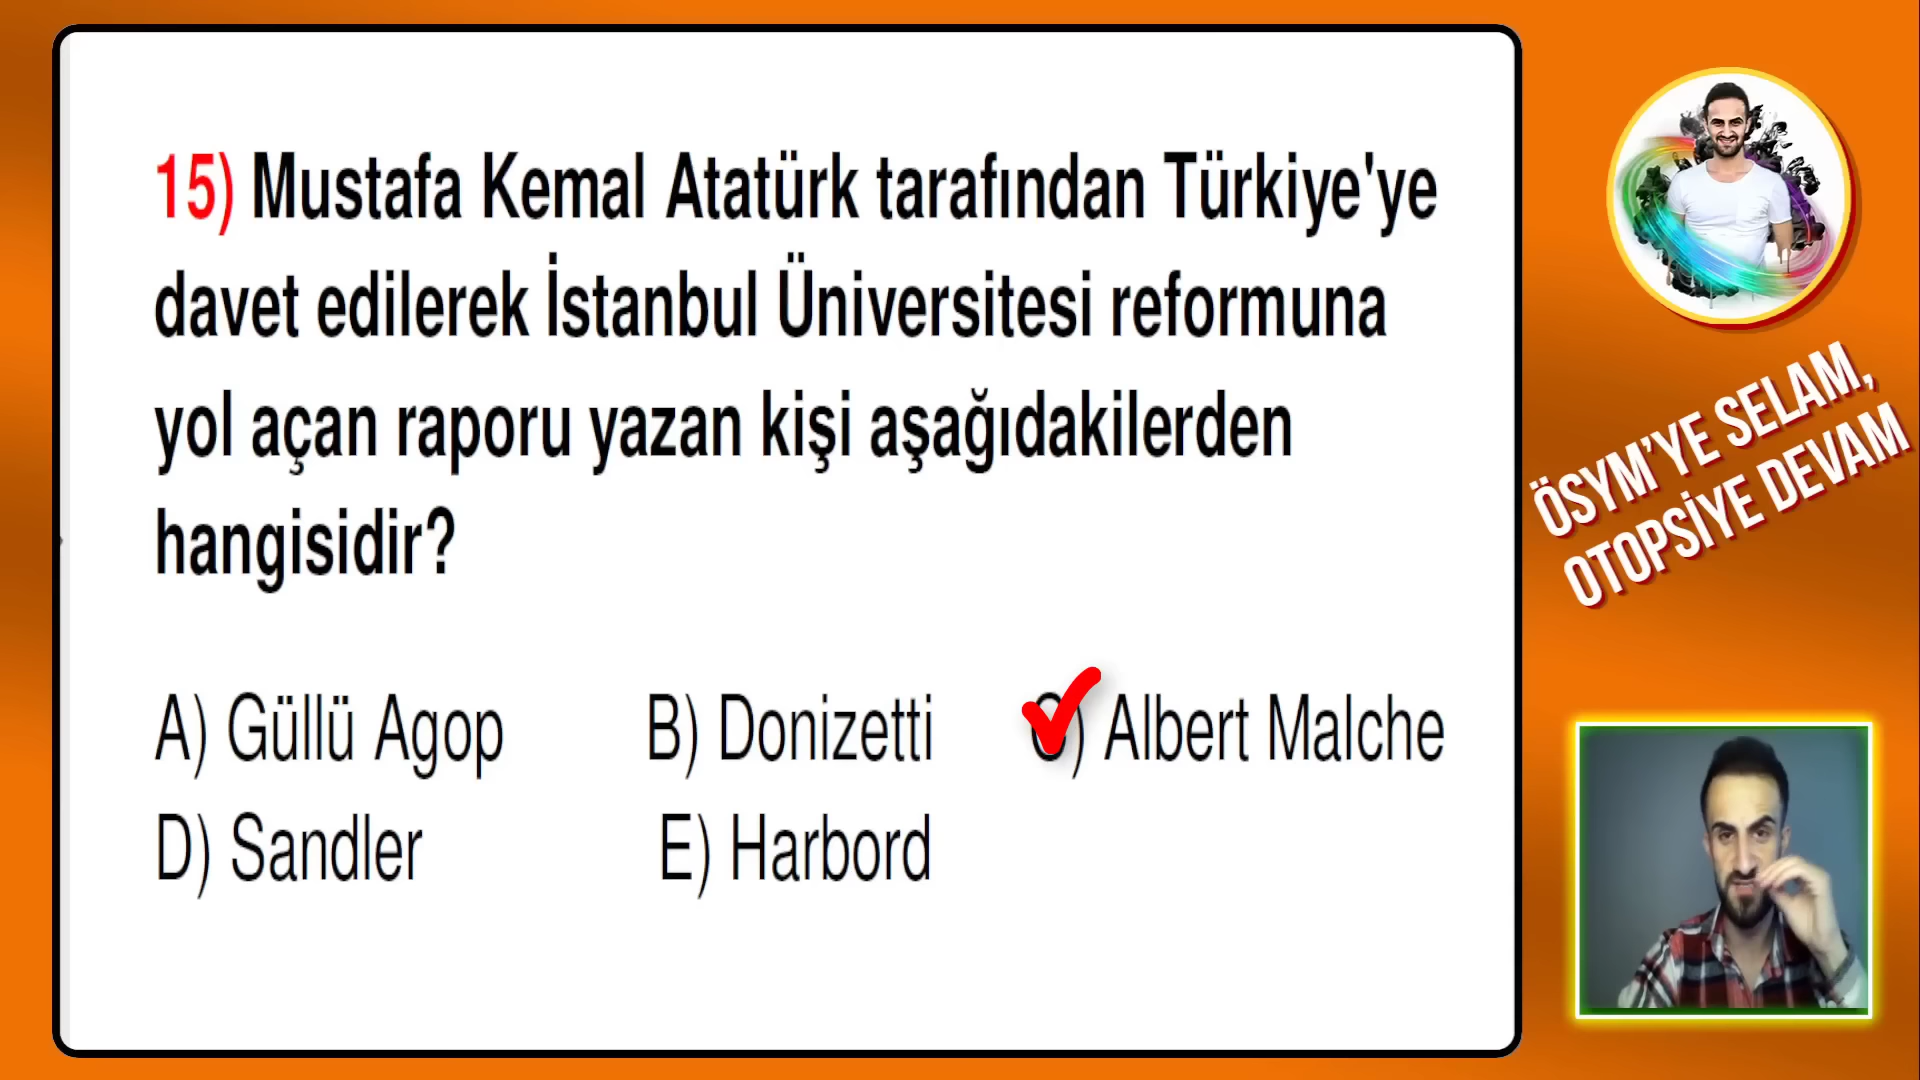 15) Mustafa Kemal Atatürk tarafından Türkiye'ye
davet edilerek İstanbul Üniversitesi reformuna
yol açan raporu yazan kişi aşağıdakilerden
hangisidir?
A) Güllü Agop B) Donizetti C) Albert Malche
D) Sandler E) Harbord
ÖSYM'YE SELAM,
OTOPSİYE DEVAM